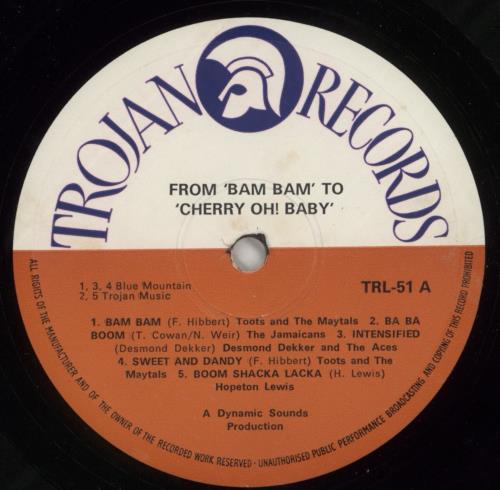 TROJAN RECORDS
FROM 'BAM BAM' TO
'CHERRY OH! BABY'
1, 3, 4 Blue Mountain
2, 5 Trojan Music
TRL-51 A
1. BAM BAM (F. Hibbert) Toots and The Maytals 2. BA BA
BOOM (T. Cowan/N. Weir) The Jamaicans 3. INTENSIFIED
(Desmond Dekker) Desmond Dekker and The Aces
4. SWEET AND DANDY (F. Hibbert) Toots and The
Maytals 5. BOOM SHACKA LACKA (H. Lewis)
Hopeton Lewis
A Dynamic Sounds
Production
ALL RIGHTS OF THE MANUFACTURER AND OF THE OWNER OF THE RECORDED WORK RESERVED · UNAUTHORISED PUBLIC PERFORMANCE BROADCASTING AND COPYING OF THIS RECORD PROHIBITED